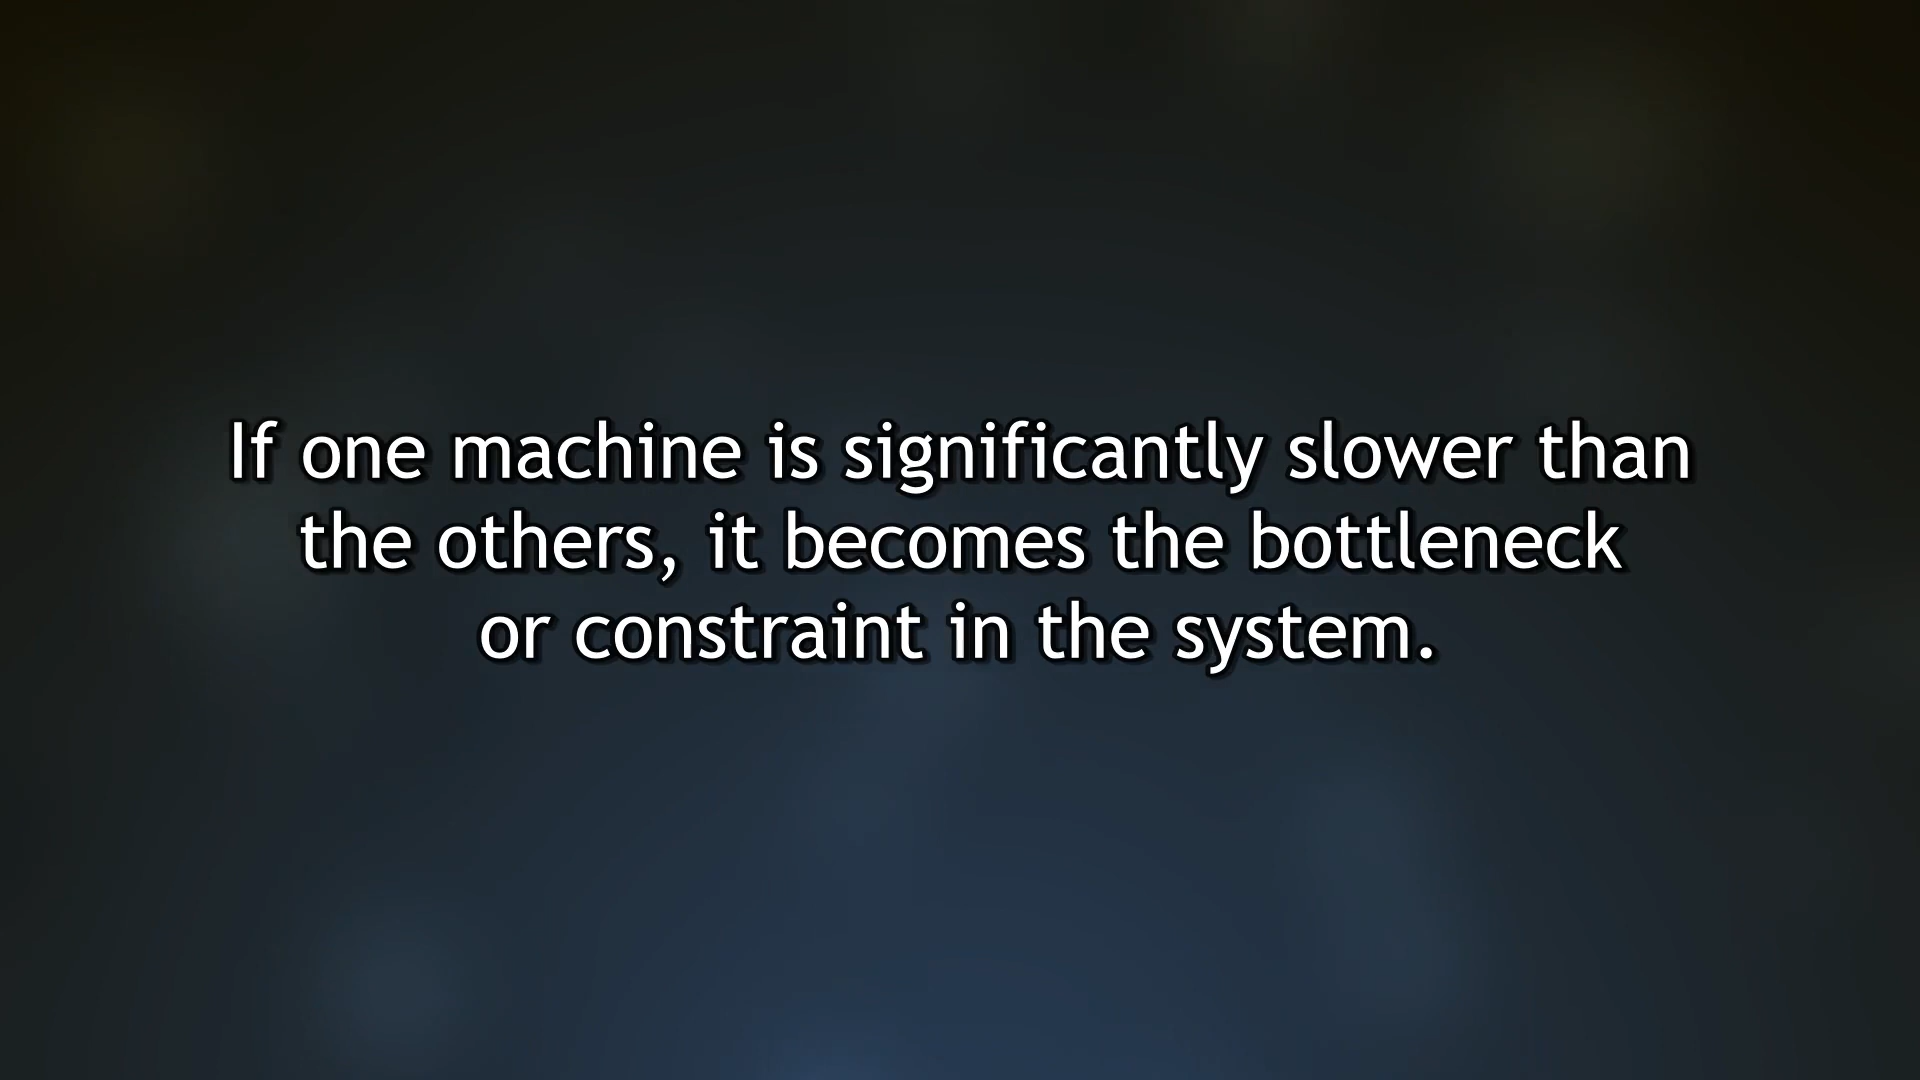 If one machine is significantly slower than
the others, it becomes the bottleneck
or constraint in the system.